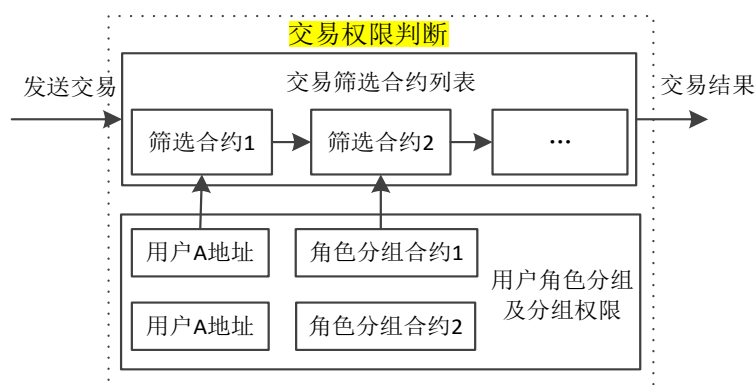 交易权限判断
发送交易
交易筛选合约列表
交易结果
筛选合约1
筛选合约2
...
用户A地址
角色分组合约1
用户角色分组
及分组权限
用户A地址
角色分组合约2